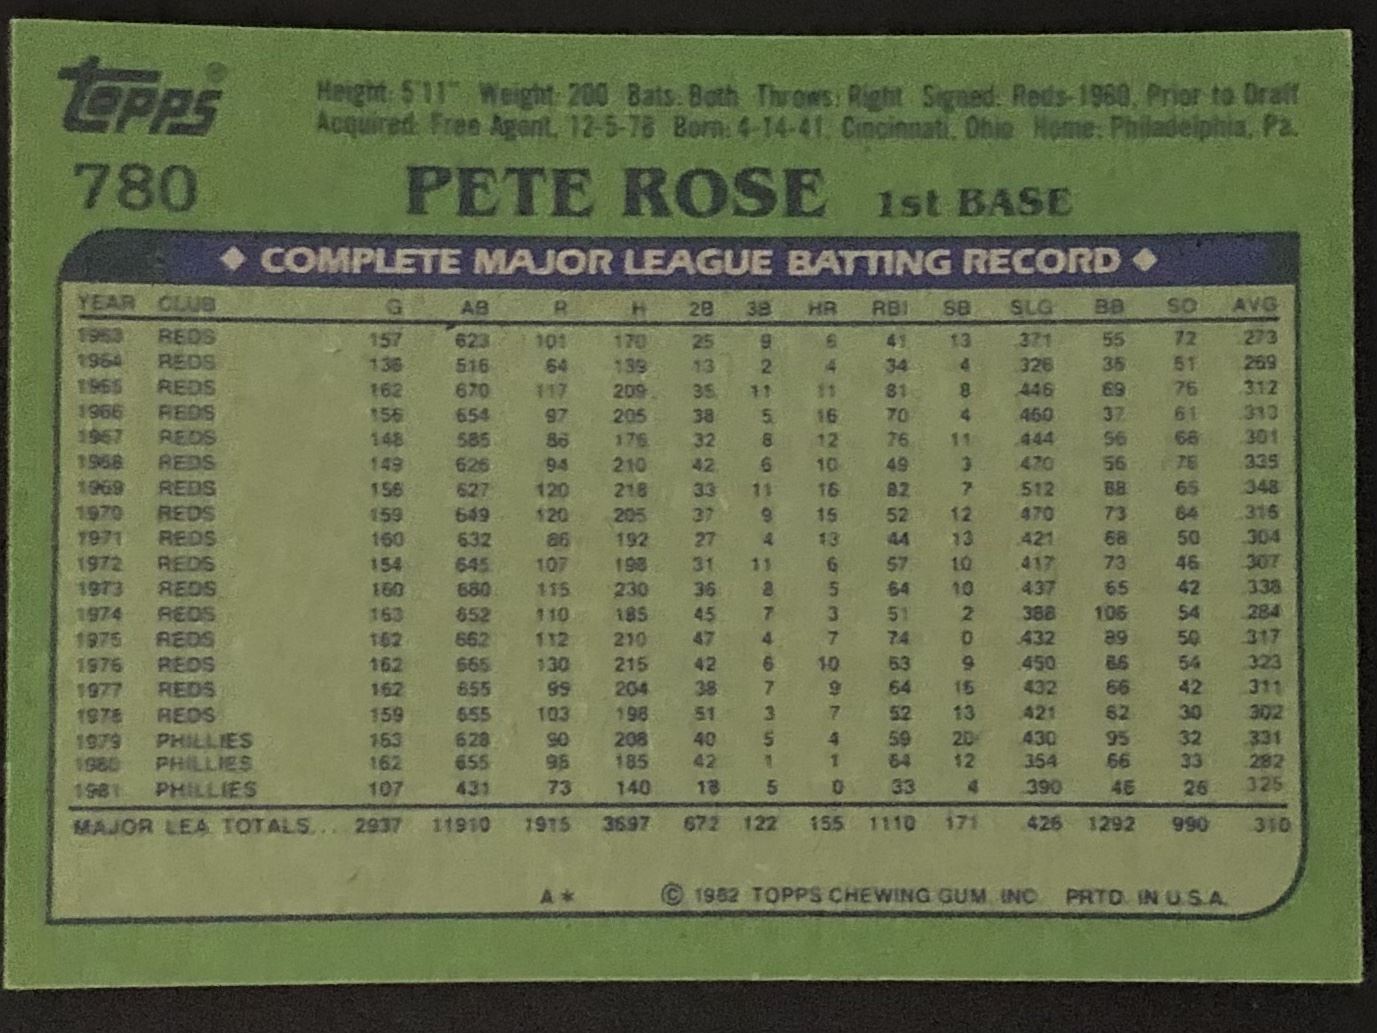 Topps®
Height: 5'11" Weight: 200 Bats: Both Throws: Right Signed: Reds-1960, Prior to Draft
Acquired: Free Agent, 12-5-78 Born: 4-14-41, Cincinnati, Ohio Home: Philadelphia, Pa.
780 PETE ROSE 1st BASE
◆ COMPLETE MAJOR LEAGUE BATTING RECORD ◆
YEAR CLUB G AB R H 2B 3B HR RBI SB SLG BB SO AVG
1963 REDS 157 623 101 170 25 9 6 41 13 .371 55 72 .273
1964 REDS 136 516 64 139 13 2 4 34 4 .326 36 51 .269
1965 REDS 162 670 117 209 35 11 11 81 8 .446 69 76 .312
1966 REDS 156 654 97 205 38 5 16 70 4 .460 37 61 .313
1967 REDS 148 585 86 176 32 8 12 76 11 .444 56 66 .301
1968 REDS 149 626 94 210 42 6 10 49 3 .470 56 76 .335
1969 REDS 156 627 120 218 33 11 16 82 7 .512 88 65 .348
1970 REDS 159 649 120 205 37 9 15 52 12 .470 73 64 .316
1971 REDS 160 632 86 192 27 4 13 44 13 .421 68 50 .304
1972 REDS 154 645 107 198 31 11 6 57 10 .417 73 46 .307
1973 REDS 160 680 115 230 36 8 5 64 10 .437 65 42 .338
1974 REDS 163 652 110 185 45 7 3 51 2 .388 106 54 .284
1975 REDS 162 662 112 210 47 4 7 74 0 .432 89 50 .317
1976 REDS 162 665 130 215 42 6 10 63 9 .450 86 54 .323
1977 REDS 162 655 95 204 38 7 9 64 16 .432 66 42 .311
1978 REDS 159 655 103 198 51 3 7 52 13 .421 62 30 .302
1979 PHILLIES 163 628 90 208 40 5 4 59 20 .430 95 32 .331
1980 PHILLIES 162 655 95 185 42 1 1 64 12 .354 66 33 .282
1981 PHILLIES 107 431 73 140 18 5 0 33 4 .390 46 26 .325
MAJOR LEA TOTALS... 2937 11910 1915 3697 672 122 155 1110 171 .426 1292 990 .310
A* © 1982 TOPPS CHEWING GUM, INC. PRTD. IN U.S.A.